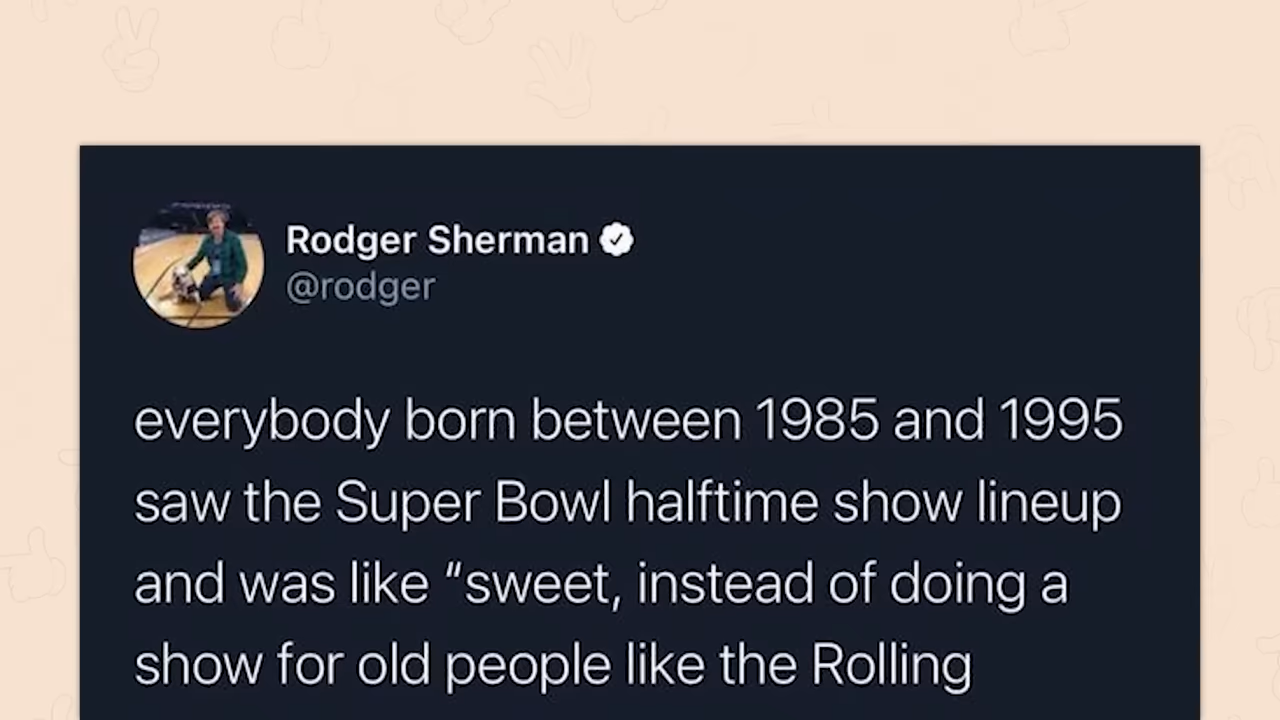 Rodger Sherman
@rodger
everybody born between 1985 and 1995
saw the Super Bowl halftime show lineup
and was like “sweet, instead of doing a
show for old people like the Rolling